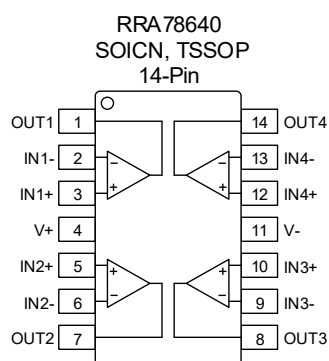 RRA78640
SOICN, TSSOP
14-Pin
OUT1 1 14 OUT4
IN1- 2 − − 13 IN4-
IN1+ 3 + + 12 IN4+
V+ 4 11 V-
IN2+ 5 + + 10 IN3+
IN2- 6 − − 9 IN3-
OUT2 7 8 OUT3